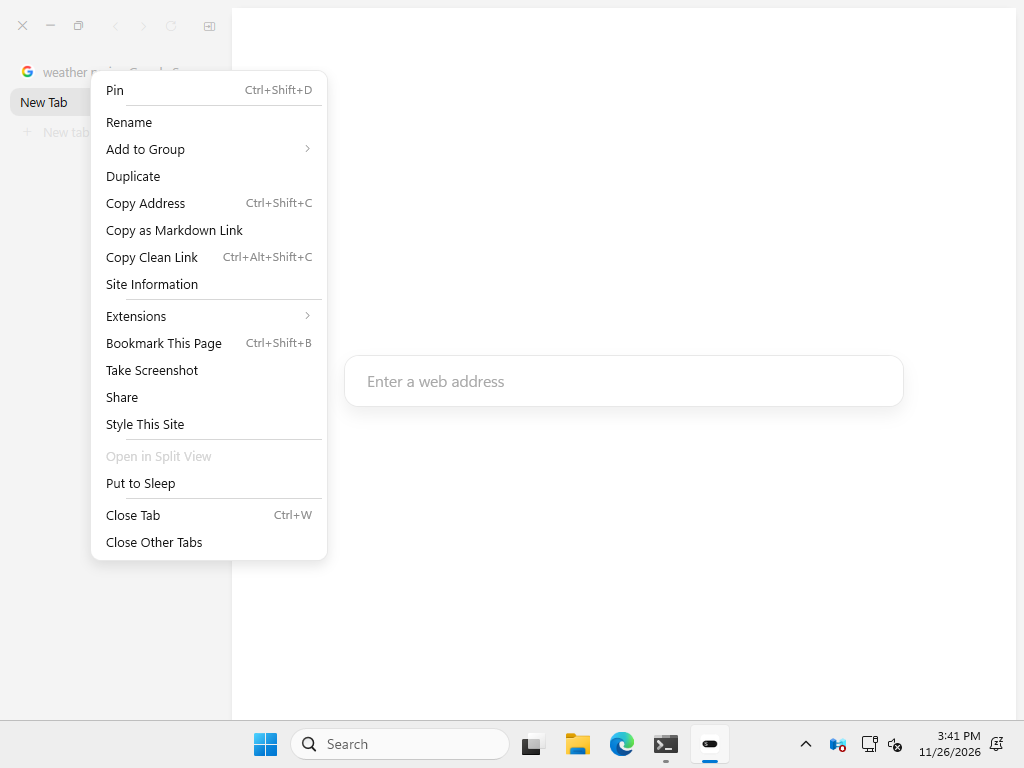 weather
New Tab
New tab
Pin Ctrl+Shift+D
Rename
Add to Group
Duplicate
Copy Address Ctrl+Shift+C
Copy as Markdown Link
Copy Clean Link Ctrl+Alt+Shift+C
Site Information
Extensions
Bookmark This Page Ctrl+Shift+B
Take Screenshot
Share
Style This Site
Open in Split View
Put to Sleep
Close Tab Ctrl+W
Close Other Tabs
Enter a web address
Search
3:41 PM
11/26/2026